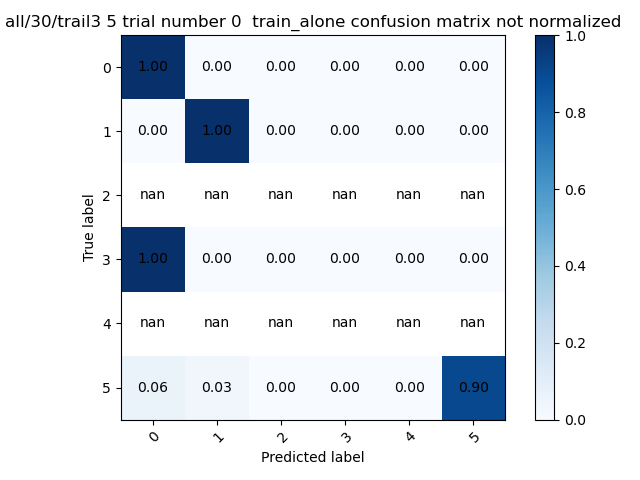 all/30/trail3 5 trial number 0  train_alone confusion matrix not normalized
0 1.00 0.00 0.00 0.00 0.00 0.00
1 0.00 1.00 0.00 0.00 0.00 0.00
2 nan nan nan nan nan nan
3 1.00 0.00 0.00 0.00 0.00 0.00
4 nan nan nan nan nan nan
5 0.06 0.03 0.00 0.00 0.00 0.90
0 1 2 3 4 5
True label
Predicted label
1.0
0.8
0.6
0.4
0.2
0.0